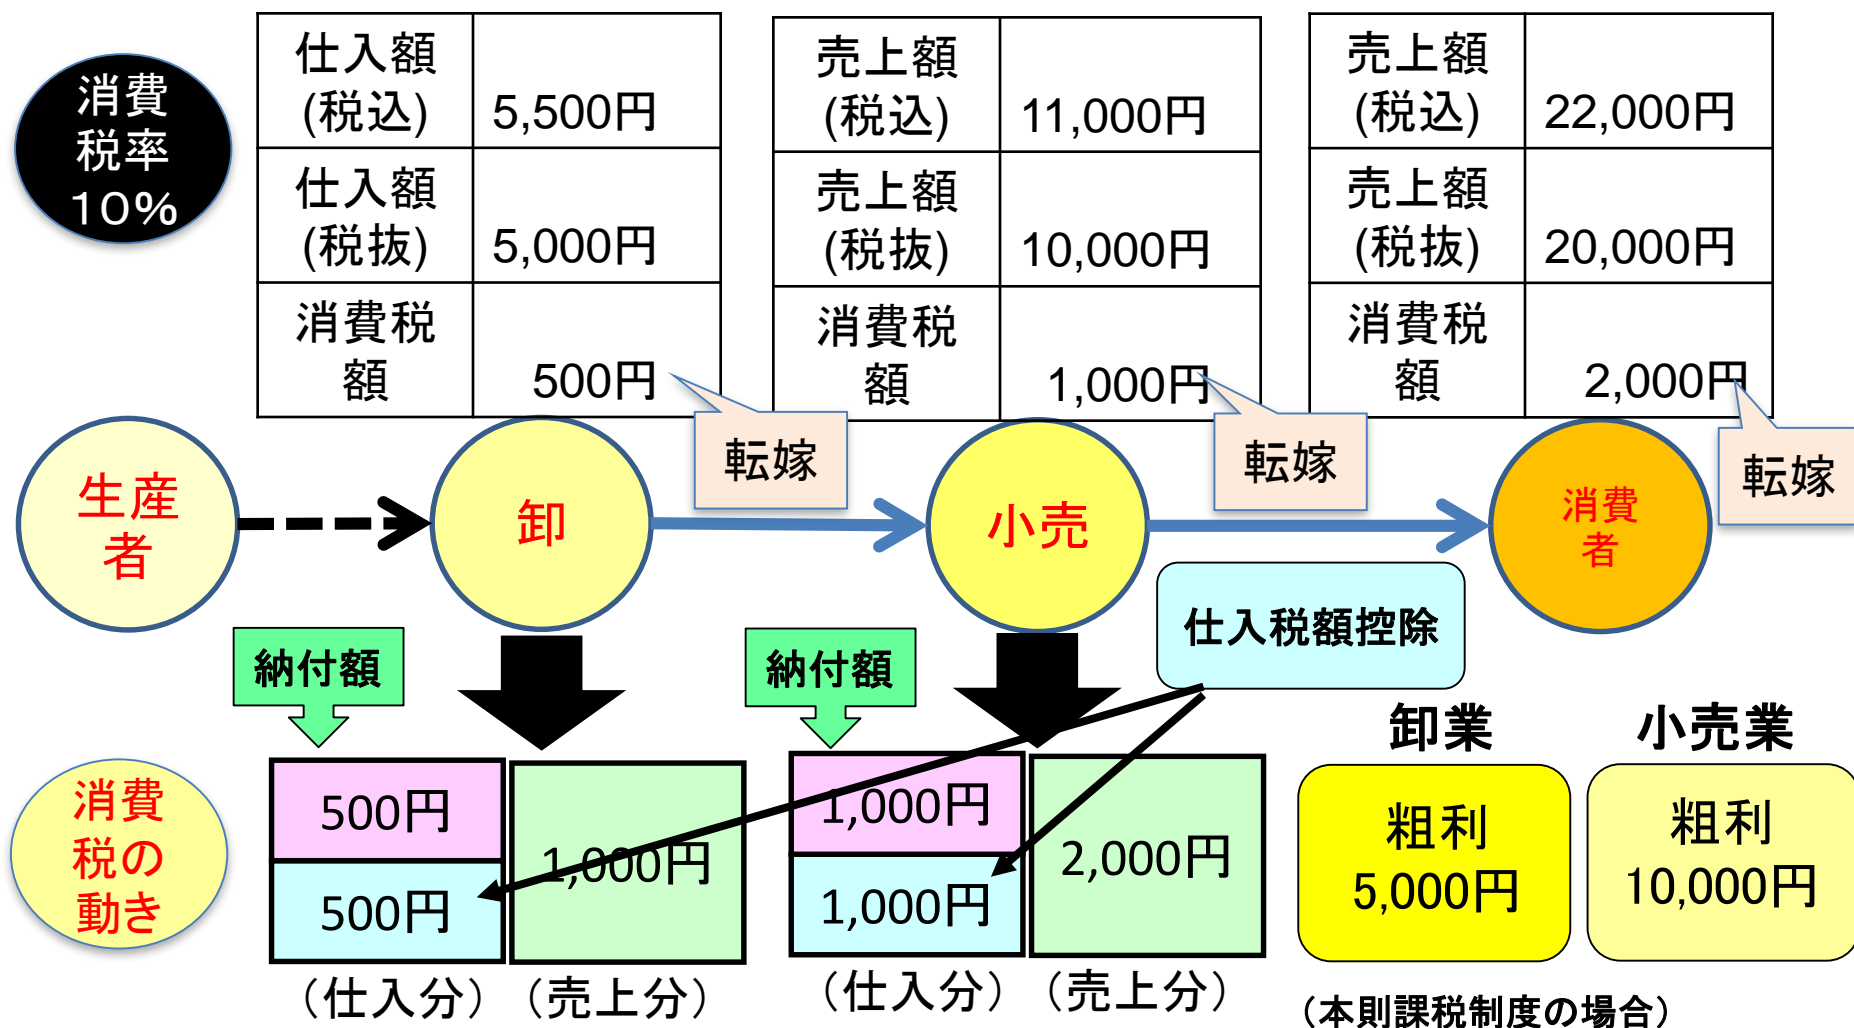 消費
税率
１０％
仕入額
(税込)
5,500円
仕入額
(税抜)
5,000円
消費税
額
500円
売上額
(税込)
11,000円
売上額
(税抜)
10,000円
消費税
額
1,000円
売上額
(税込)
22,000円
売上額
(税抜)
20,000円
消費税
額
2,000円
転嫁
転嫁
転嫁
生産
者
卸
小売
消費
者
仕入税額控除
納付額
納付額
消費
税の
動き
500円
500円
1,000円
（仕入分）
（売上分）
1,000円
1,000円
2,000円
（仕入分）
（売上分）
卸業
粗利
5,000円
小売業
粗利
10,000円
（本則課税制度の場合）